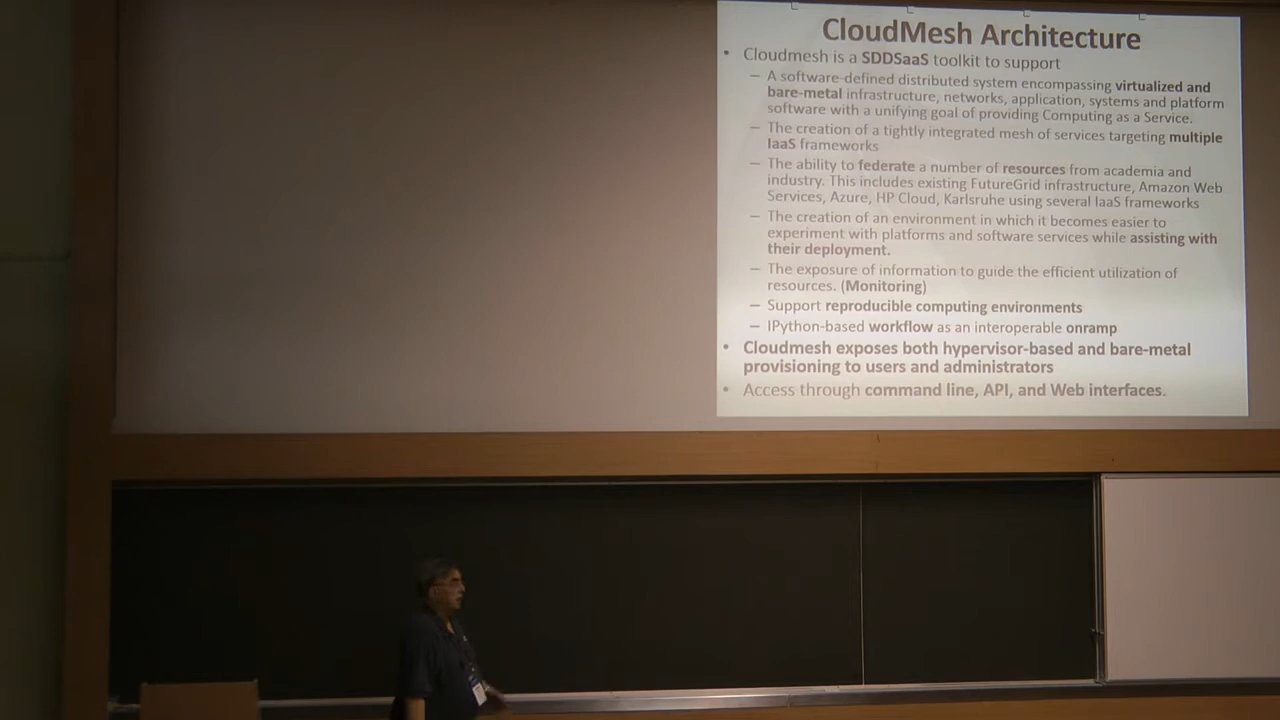 CloudMesh Architecture
• Cloudmesh is a SDDSaaS toolkit to support
– A software-defined distributed system encompassing virtualized and
bare-metal infrastructure, networks, application, systems and platform
software with a unifying goal of providing Computing as a Service.
– The creation of a tightly integrated mesh of services targeting multiple
IaaS frameworks
– The ability to federate a number of resources from academia and
industry. This includes existing FutureGrid infrastructure, Amazon Web
Services, Azure, HP Cloud, Karlsruhe using several IaaS frameworks
– The creation of an environment in which it becomes easier to
experiment with platforms and software services while assisting with
their deployment.
– The exposure of information to guide the efficient utilization of
resources. (Monitoring)
– Support reproducible computing environments
– IPython-based workflow as an interoperable onramp
• Cloudmesh exposes both hypervisor-based and bare-metal
provisioning to users and administrators
• Access through command line, API, and Web interfaces.